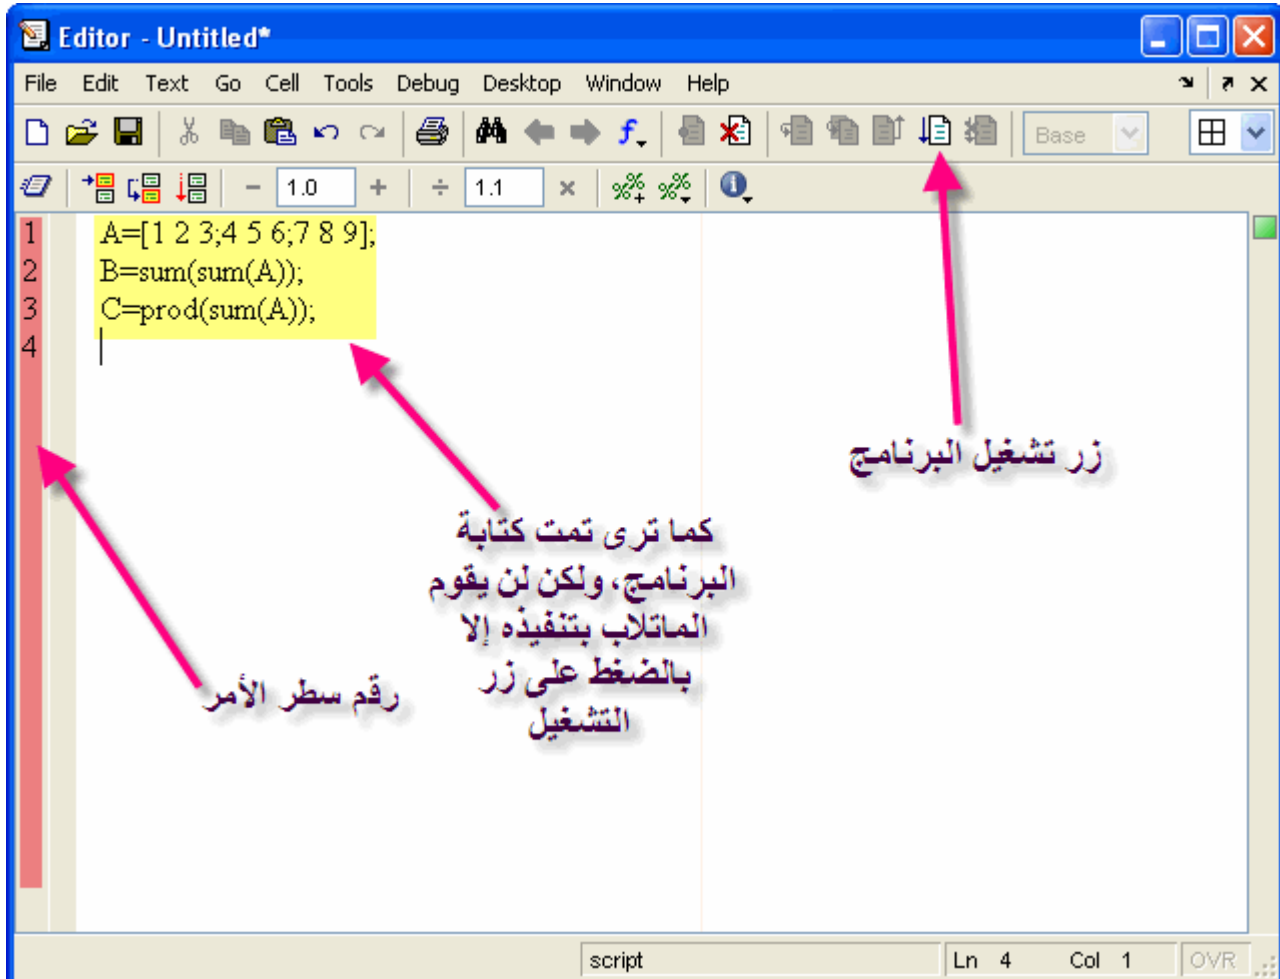 Editor - Untitled*
File Edit Text Go Cell Tools Debug Desktop Window Help
Base
1.0 1.1
1 A=[1 2 3;4 5 6;7 8 9];
2 B=sum(sum(A));
3 C=prod(sum(A));
4
زر تشغيل البرنامج
كما ترى تمت كتابة
البرنامج، ولكن لن يقوم
الماتلاب بتنفيذه إلا
بالضغط على زر
التشغيل
رقم سطر الأمر
script Ln 4 Col 1 OVR